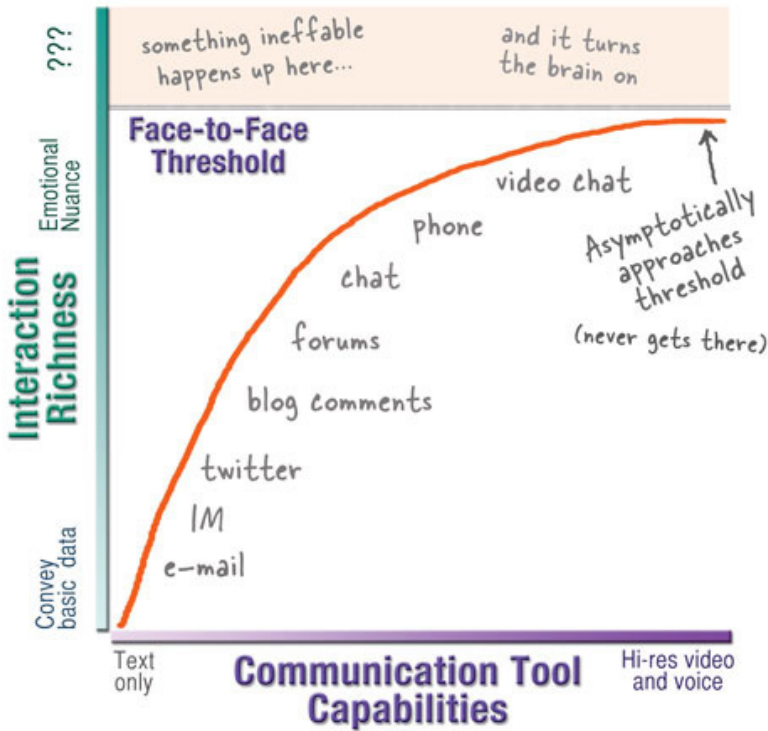 ???
something ineffable
happens up here...
and it turns
the brain on
Face-to-Face
Threshold
Emotional
Nuance
Interaction
Richness
Convey
basic data
video chat
phone
chat
forums
blog comments
twitter
IM
e-mail
Asymptotically
approaches
threshold
(never gets there)
Text
only
Communication Tool
Capabilities
Hi-res video
and voice